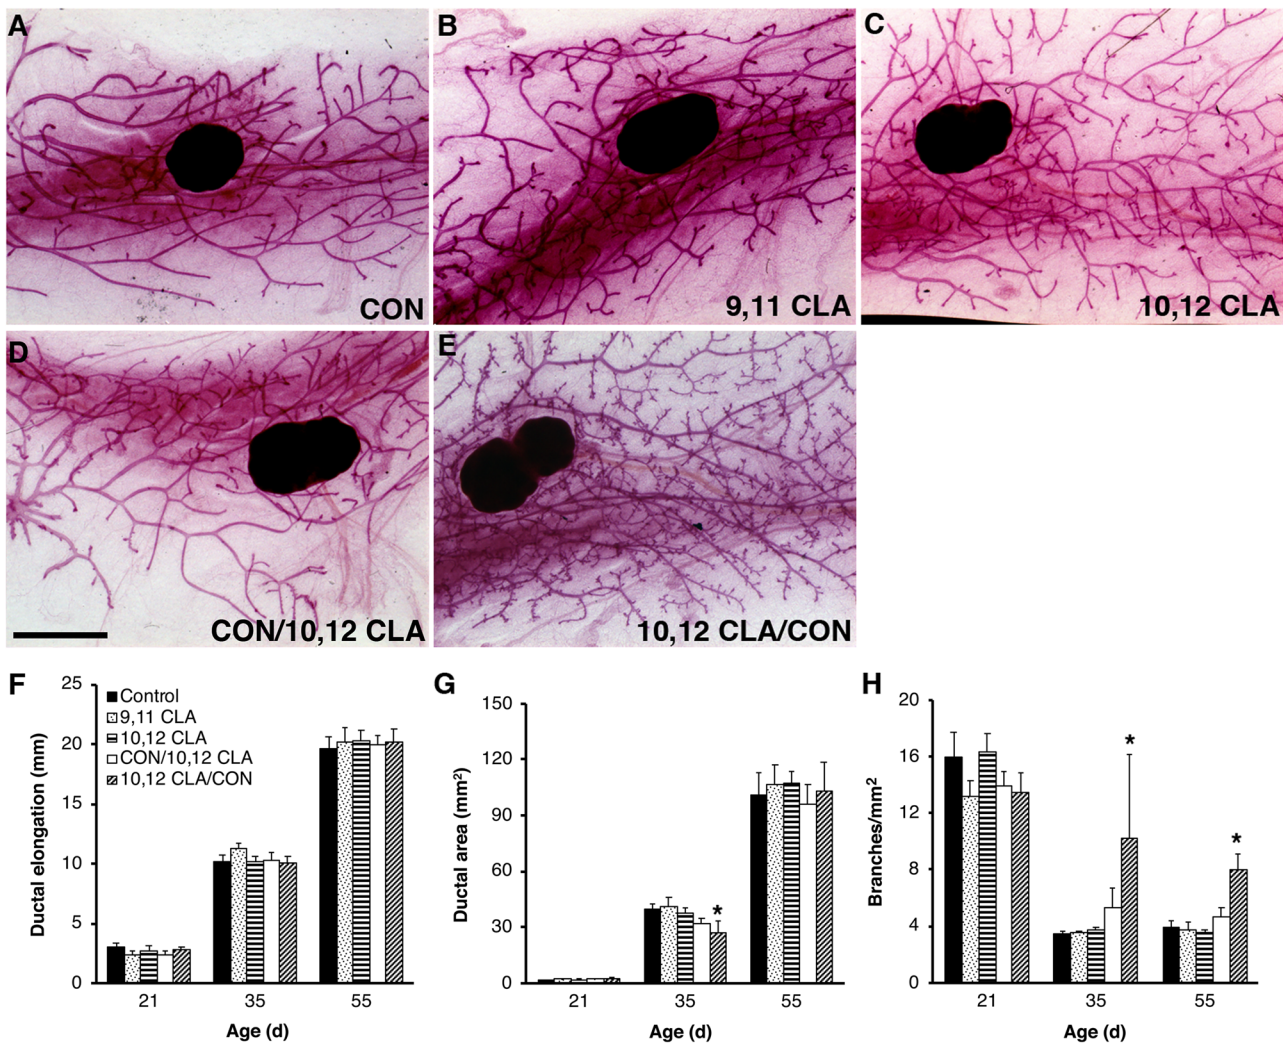 A
CON
B
9,11 CLA
C
10,12 CLA
D
CON/10,12 CLA
E
10,12 CLA/CON
F
Ductal elongation (mm)
25
20
15
10
5
0
Control
9,11 CLA
10,12 CLA
CON/10,12 CLA
10,12 CLA/CON
21
35
55
Age (d)
G
Ductal area (mm²)
150
120
90
60
30
0
*
21
35
55
Age (d)
H
Branches/mm²
20
16
12
8
4
0
*
*
21
35
55
Age (d)